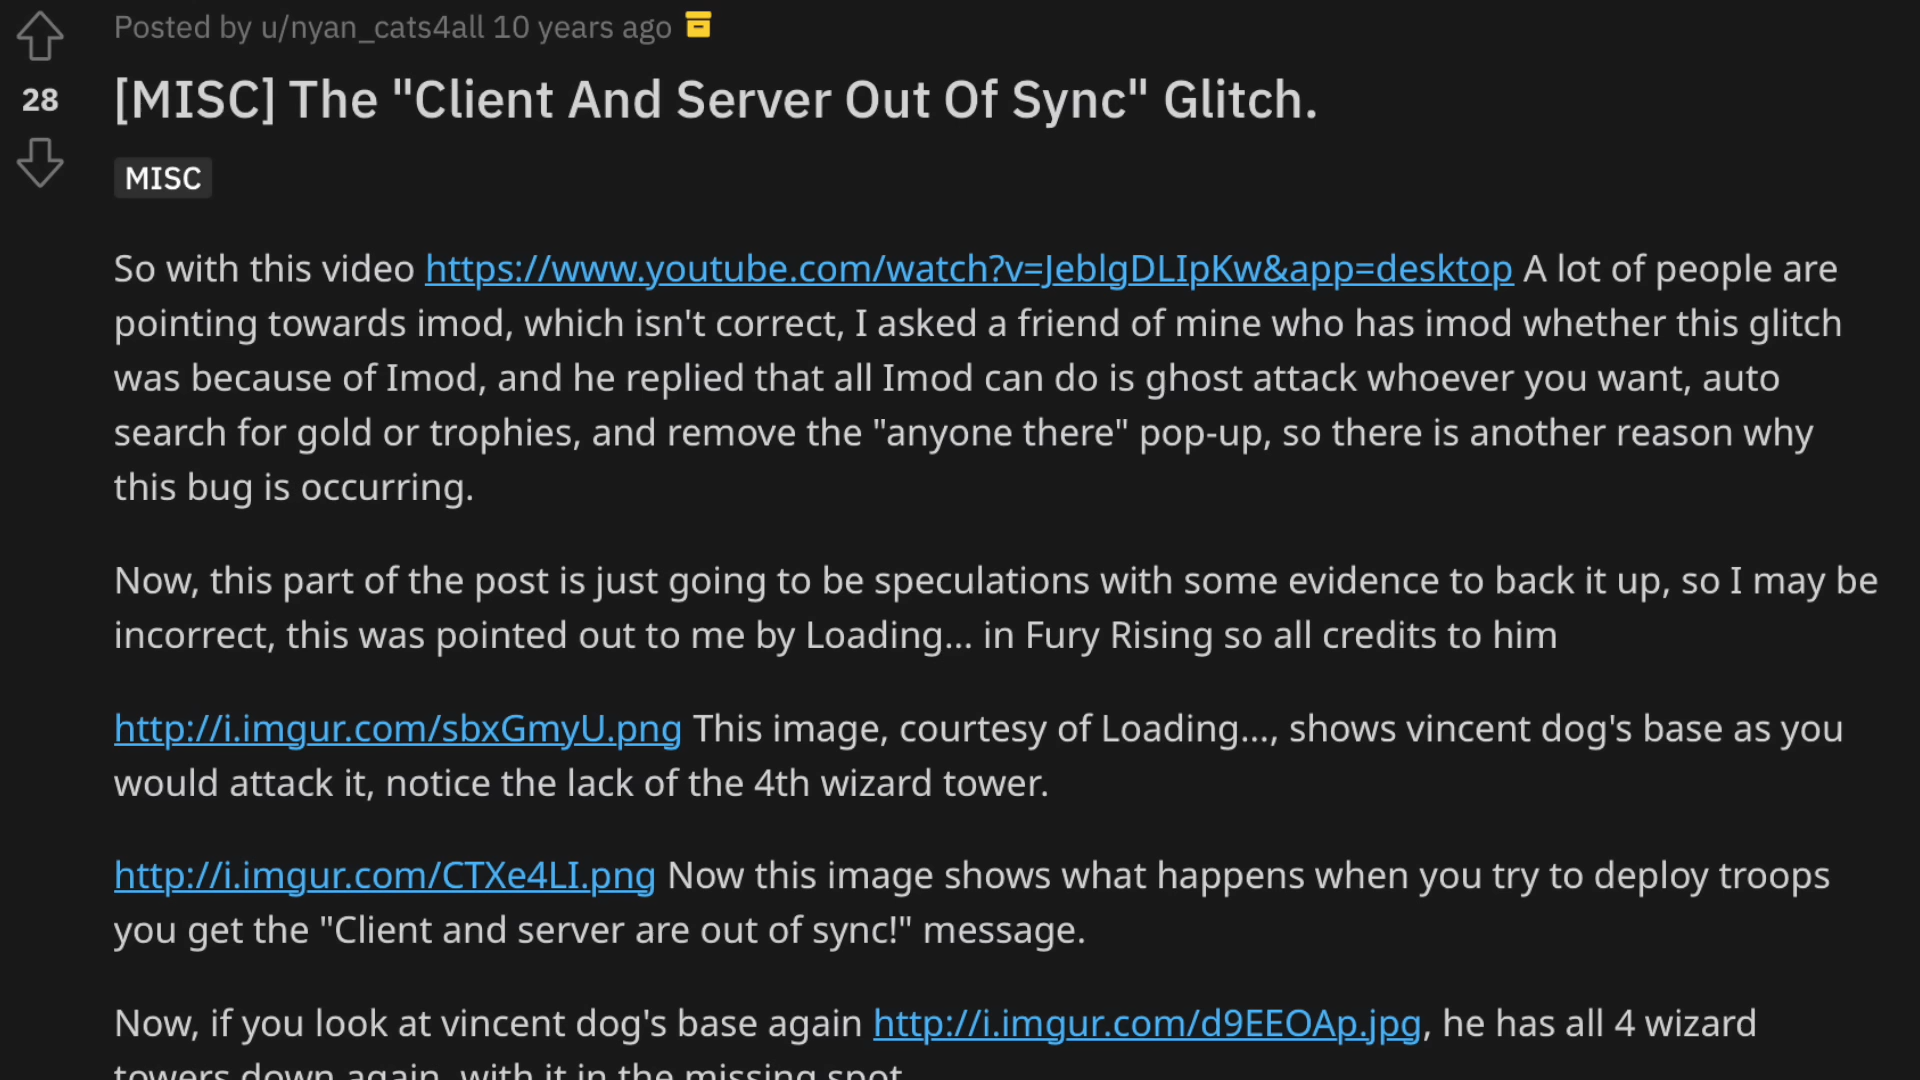 Posted by u/nyan_cats4all 10 years ago
28
[MISC] The "Client And Server Out Of Sync" Glitch.
MISC
So with this video https://www.youtube.com/watch?v=JeblgDLIpKw&app=desktop A lot of people are
pointing towards imod, which isn't correct, I asked a friend of mine who has imod whether this glitch
was because of Imod, and he replied that all Imod can do is ghost attack whoever you want, auto
search for gold or trophies, and remove the "anyone there" pop-up, so there is another reason why
this bug is occurring.
Now, this part of the post is just going to be speculations with some evidence to back it up, so I may be
incorrect, this was pointed out to me by Loading... in Fury Rising so all credits to him
http://i.imgur.com/sbxGmyU.png This image, courtesy of Loading..., shows vincent dog's base as you
would attack it, notice the lack of the 4th wizard tower.
http://i.imgur.com/CTXe4LI.png Now this image shows what happens when you try to deploy troops
you get the "Client and server are out of sync!" message.
Now, if you look at vincent dog's base again http://i.imgur.com/d9EEOAp.jpg, he has all 4 wizard
towers down again, with it in the missing spot.